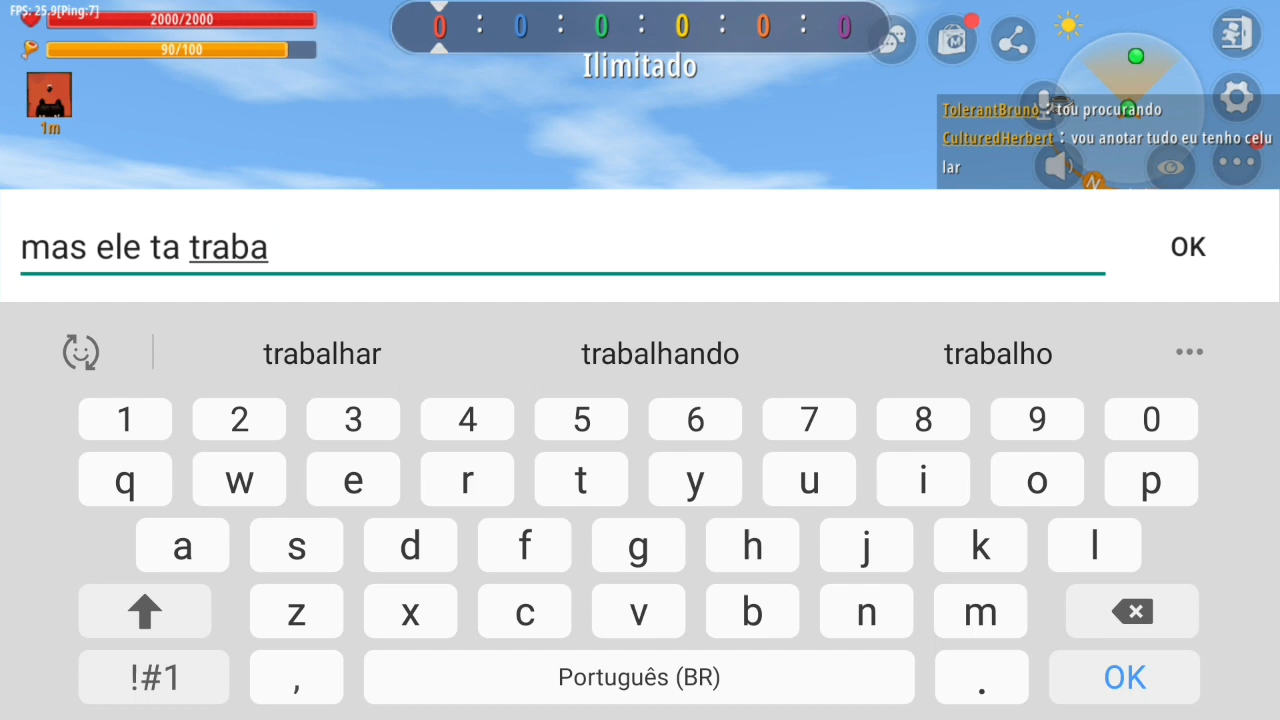 FPS: 25.9[Ping:7]
2000/2000
90/100
1m
0 : 0 : 0 : 0 : 0 : 0
Ilimitado
TolerantBruno : tou procurando
CulturedHerbert : vou anotar tudo eu tenho celu
lar
N
mas ele ta traba
OK
trabalhar trabalhando trabalho
1 2 3 4 5 6 7 8 9 0
q w e r t y u i o p
a s d f g h j k l
z x c v b n m
!#1 , Português (BR) . OK